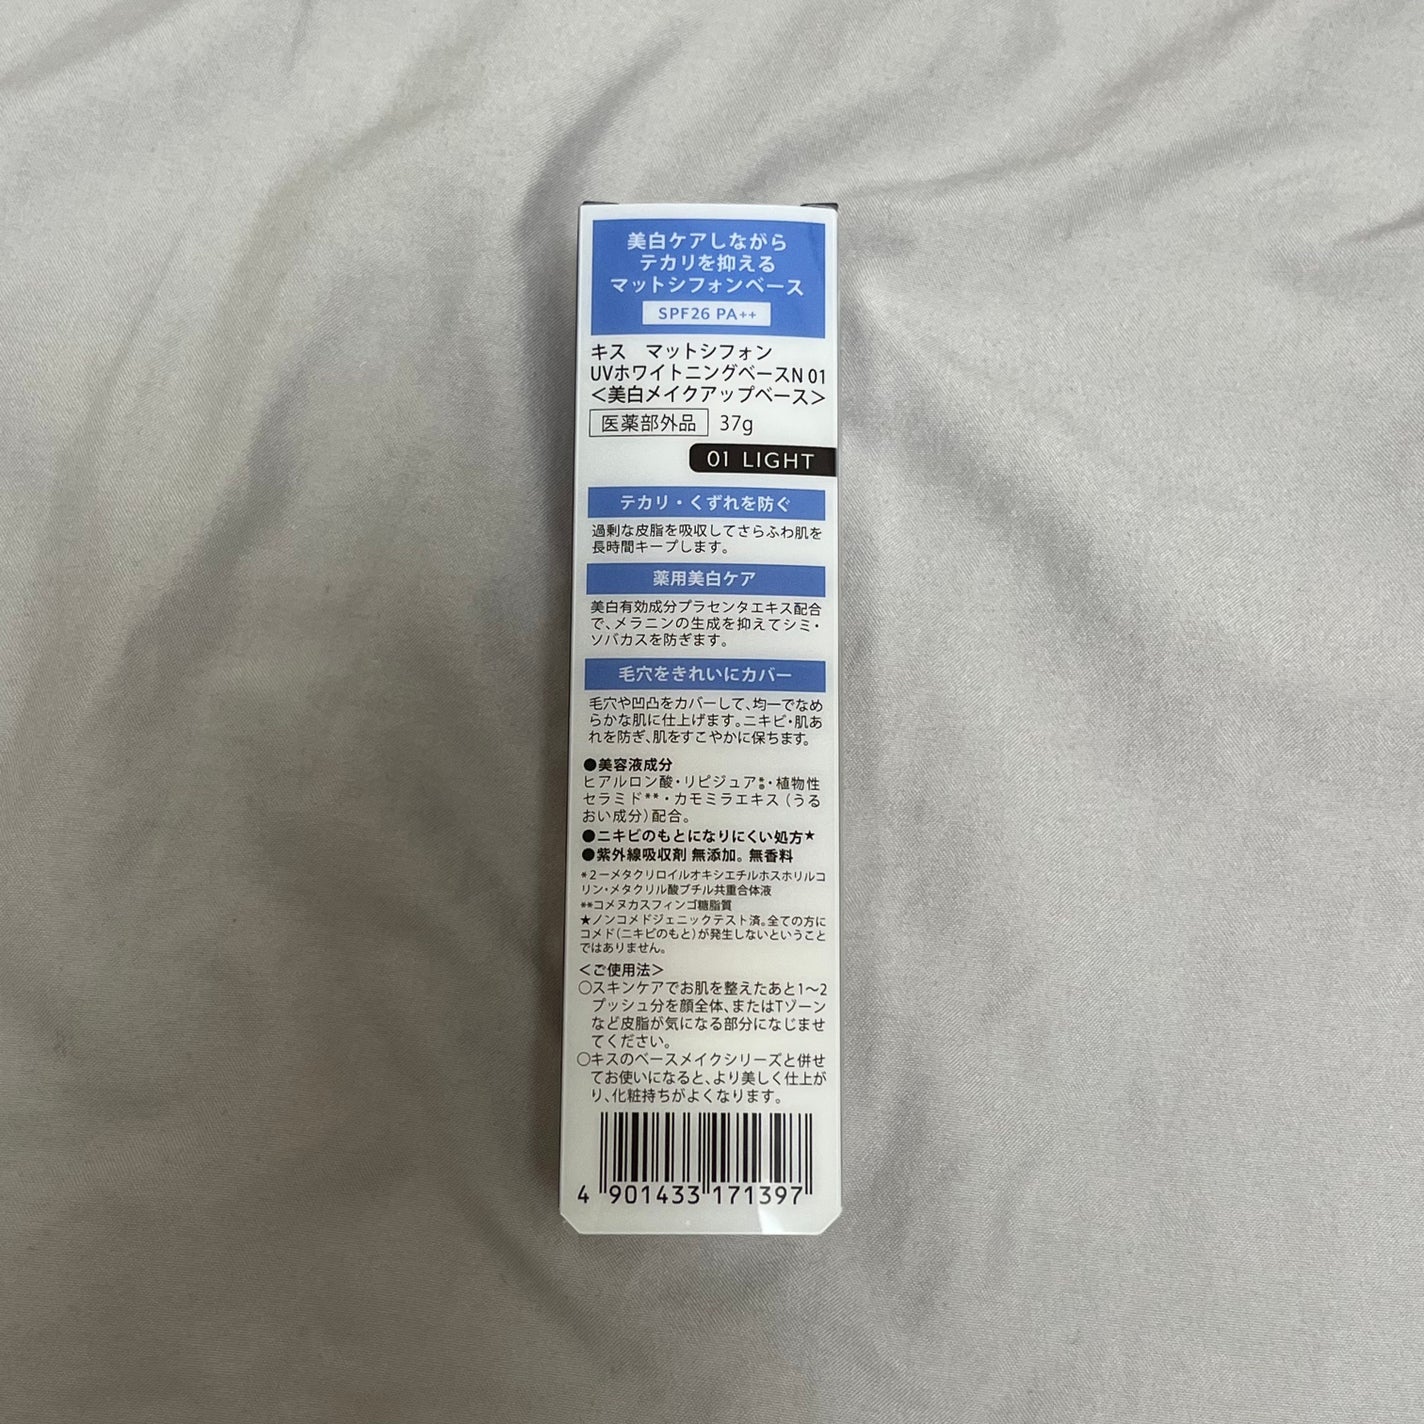 美白ケアしながら
テカリを抑える
マットシフォンベース
SPF26 PA++
キス マットシフォン
UVホワイトニングベースN 01
＜美白メイクアップベース＞
医薬部外品 37g
01 LIGHT
テカリ・くずれを防ぐ
過剰な皮脂を吸収してさらふわ肌を
長時間キープします。
薬用美白ケア
美白有効成分プラセンタエキス配合
で、メラニンの生成を抑えてシミ・
ソバカスを防ぎます。
毛穴をきれいにカバー
毛穴や凹凸をカバーして、均一でなめ
らかな肌に仕上げます。ニキビ・肌あ
れを防ぎ、肌をすこやかに保ちます。
●美容液成分
ヒアルロン酸・リピジュア®*・植物性
セラミド**・カモミラエキス（うる
おい成分）配合。
●ニキビのもとになりにくい処方★
●紫外線吸収剤 無添加。無香料
*2－メタクリロイルオキシエチルホスホリルコ
リン・メタクリル酸ブチル共重合体液
**コメヌカスフィンゴ糖脂質
★ノンコメドジェニックテスト済。全ての方に
コメド（ニキビのもと）が発生しないということ
ではありません。
＜ご使用法＞
○スキンケアでお肌を整えたあと1～2
プッシュ分を顔全体、またはTゾーン
など皮脂が気になる部分になじませ
てください。
○キスのベースメイクシリーズと併せ
てお使いになると、より美しく仕上が
り、化粧持ちがよくなります。
4 901433 171397